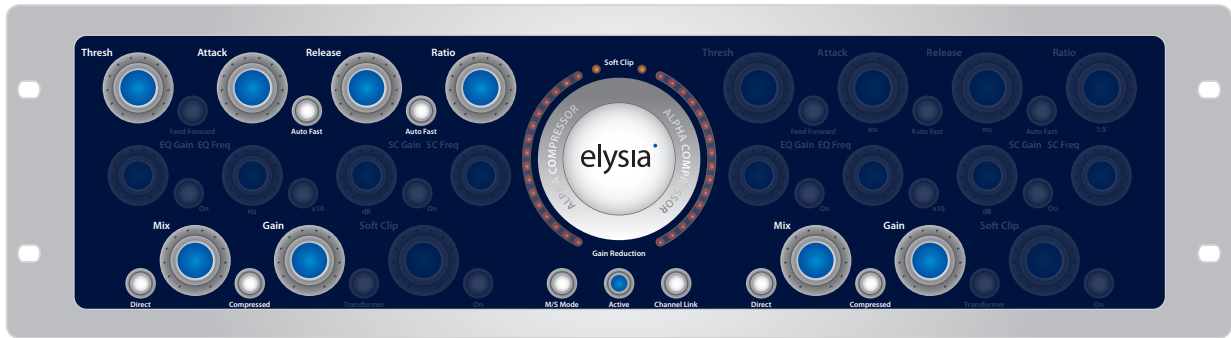 Thresh Attack Release Ratio
Soft Clip
Thresh Attack Release Ratio
Feed Forward Auto Fast Auto Fast
Feed Forward ms Auto Fast ms Auto Fast 1:X
EQ Gain EQ Freq SC Gain SC Freq
ALPHA COMPRESSOR
elysia
ALPHA COMPRESSOR
EQ Gain EQ Freq SC Gain SC Freq
On Hz x10 dB On
On x10 dB On
Mix Gain Soft Clip
Gain Reduction
Mix Gain Soft Clip
Direct Compressed Transformer On
M/S Mode Active Channel Link
Direct Compressed Transformer On